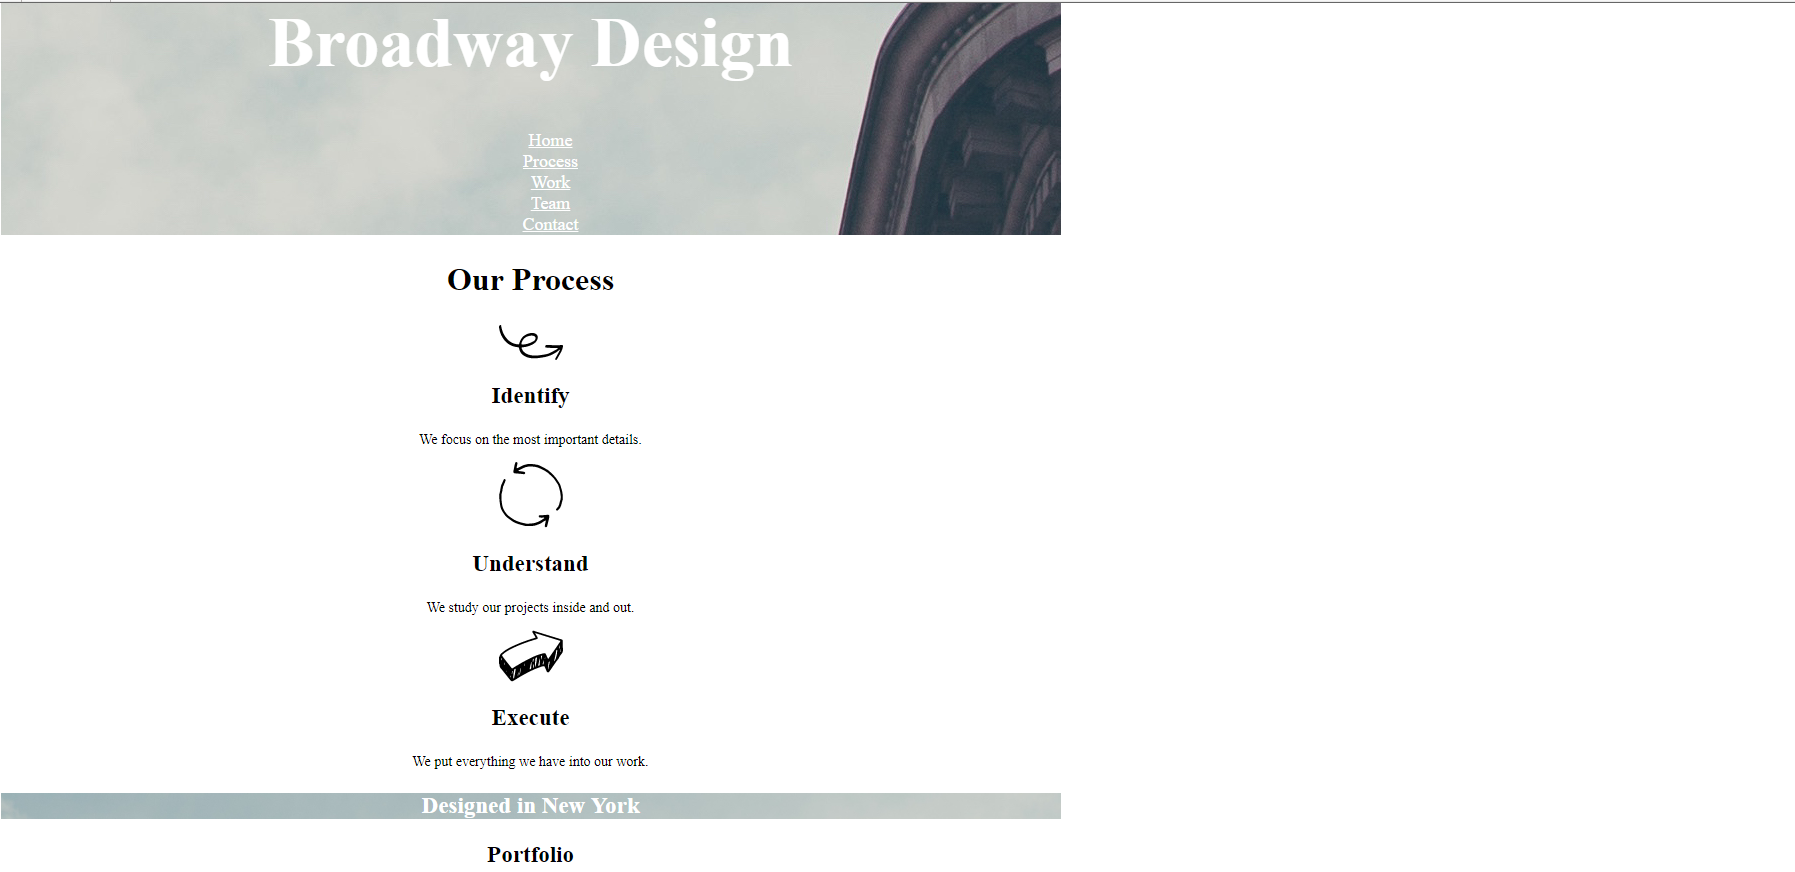 Broadway Design
Home
Process
Work
Team
Contact
Our Process
Identify
We focus on the most important details.
Understand
We study our projects inside and out.
Execute
We put everything we have into our work.
Designed in New York
Portfolio